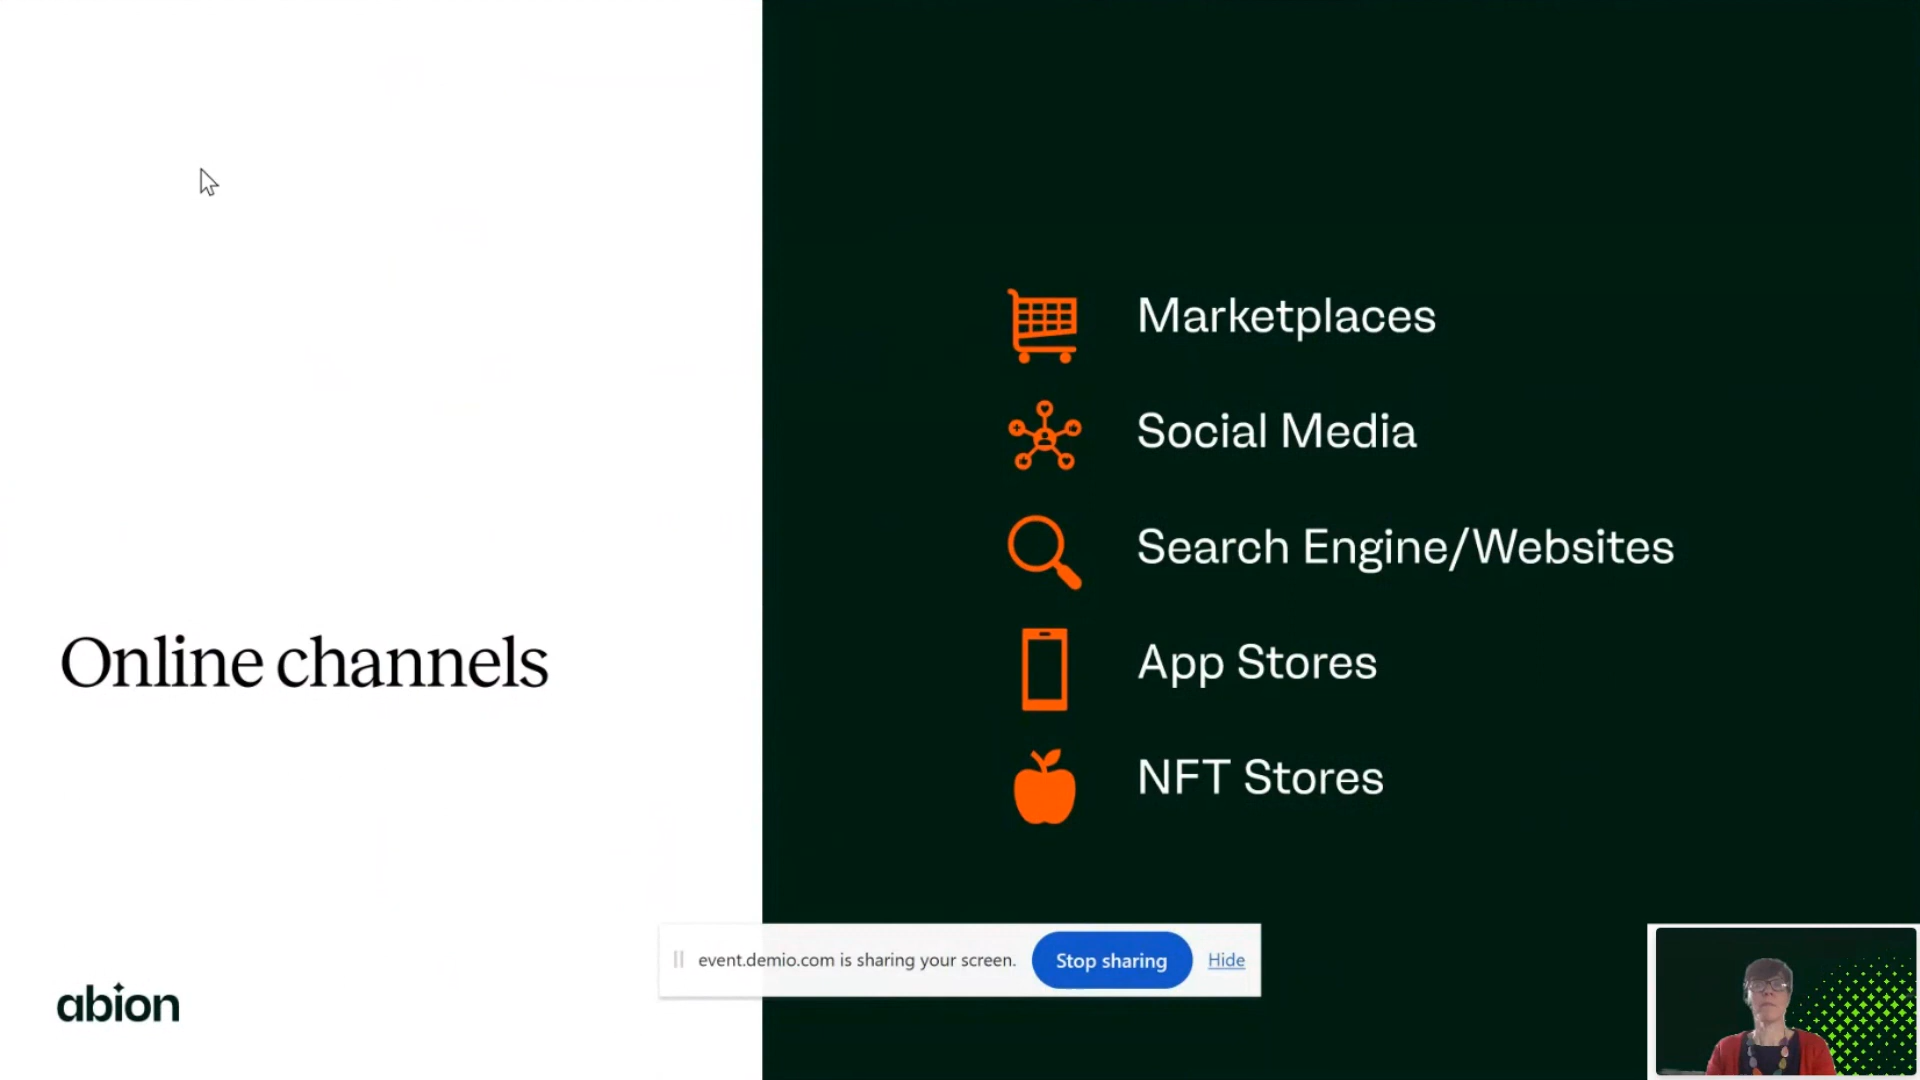 Online channels
Marketplaces
Social Media
Search Engine/Websites
App Stores
NFT Stores
event.demio.com is sharing your screen.
Stop sharing
Hide
abion